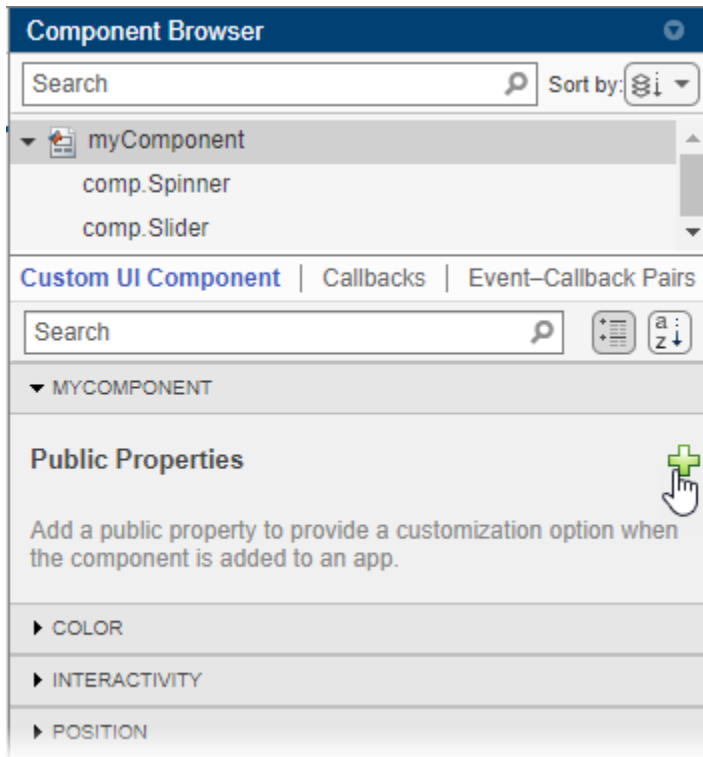 Component Browser
Search
Sort by:
myComponent
comp.Spinner
comp.Slider
Custom UI Component | Callbacks | Event–Callback Pairs
Search
a
z
MYCOMPONENT
Public Properties
Add a public property to provide a customization option when
the component is added to an app.
COLOR
INTERACTIVITY
POSITION